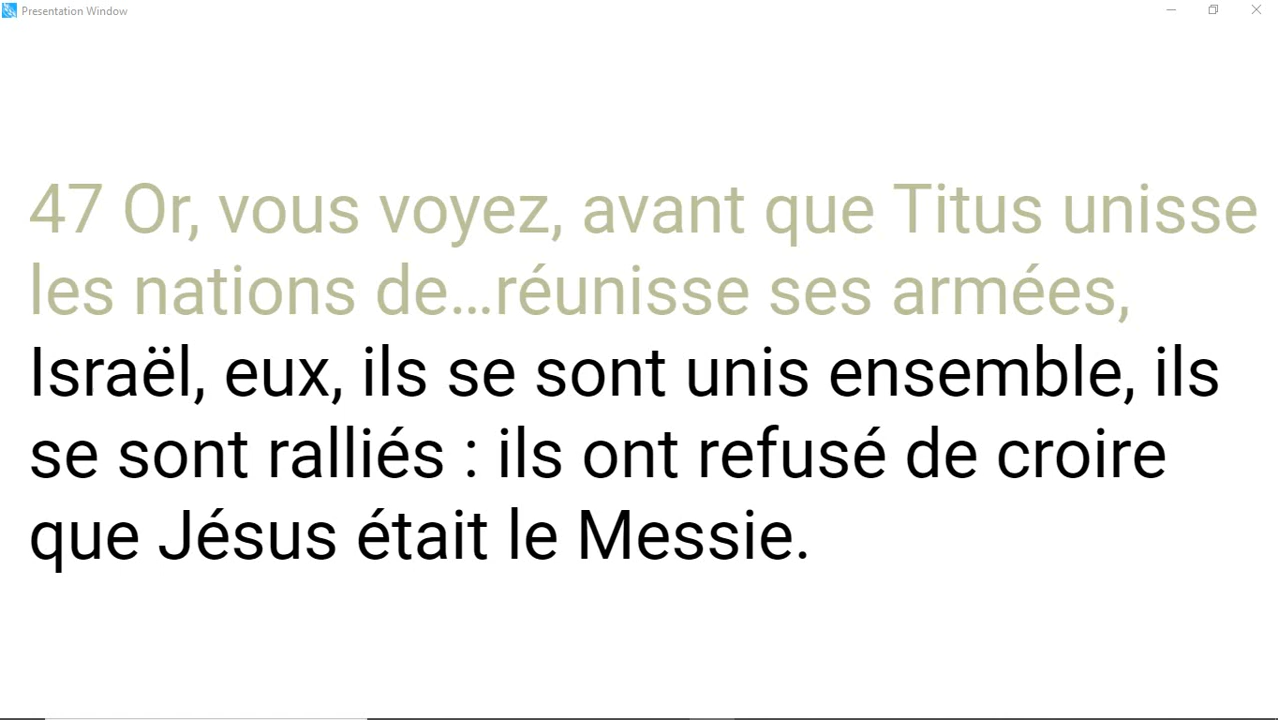 Presentation Window
47 Or, vous voyez, avant que Titus unisse
les nations de…réunisse ses armées,
Israël, eux, ils se sont unis ensemble, ils
se sont ralliés : ils ont refusé de croire
que Jésus était le Messie.